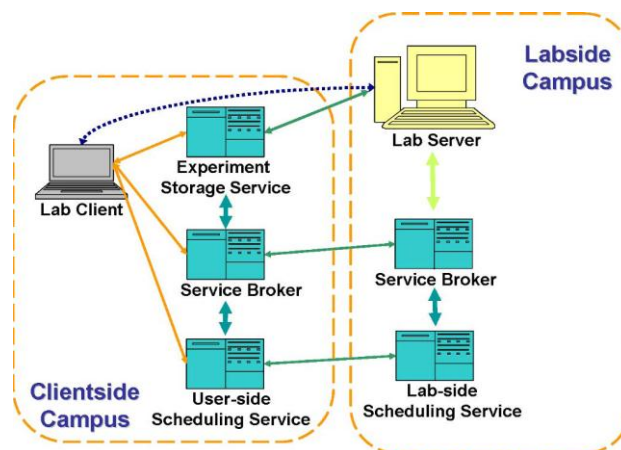 Labside
Campus
Lab Server
Experiment
Storage Service
Lab Client
Service Broker
Service Broker
User-side
Scheduling Service
Lab-side
Scheduling Service
Clientside
Campus